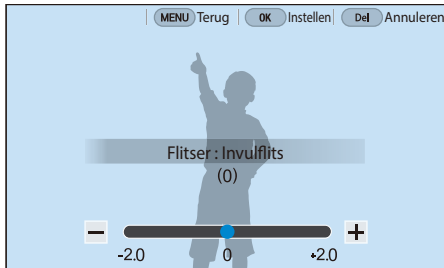 MENU Terug OK Instellen Del Annuleren
Flitser : Invulflits
(0)
− +
-2.0 0 +2.0